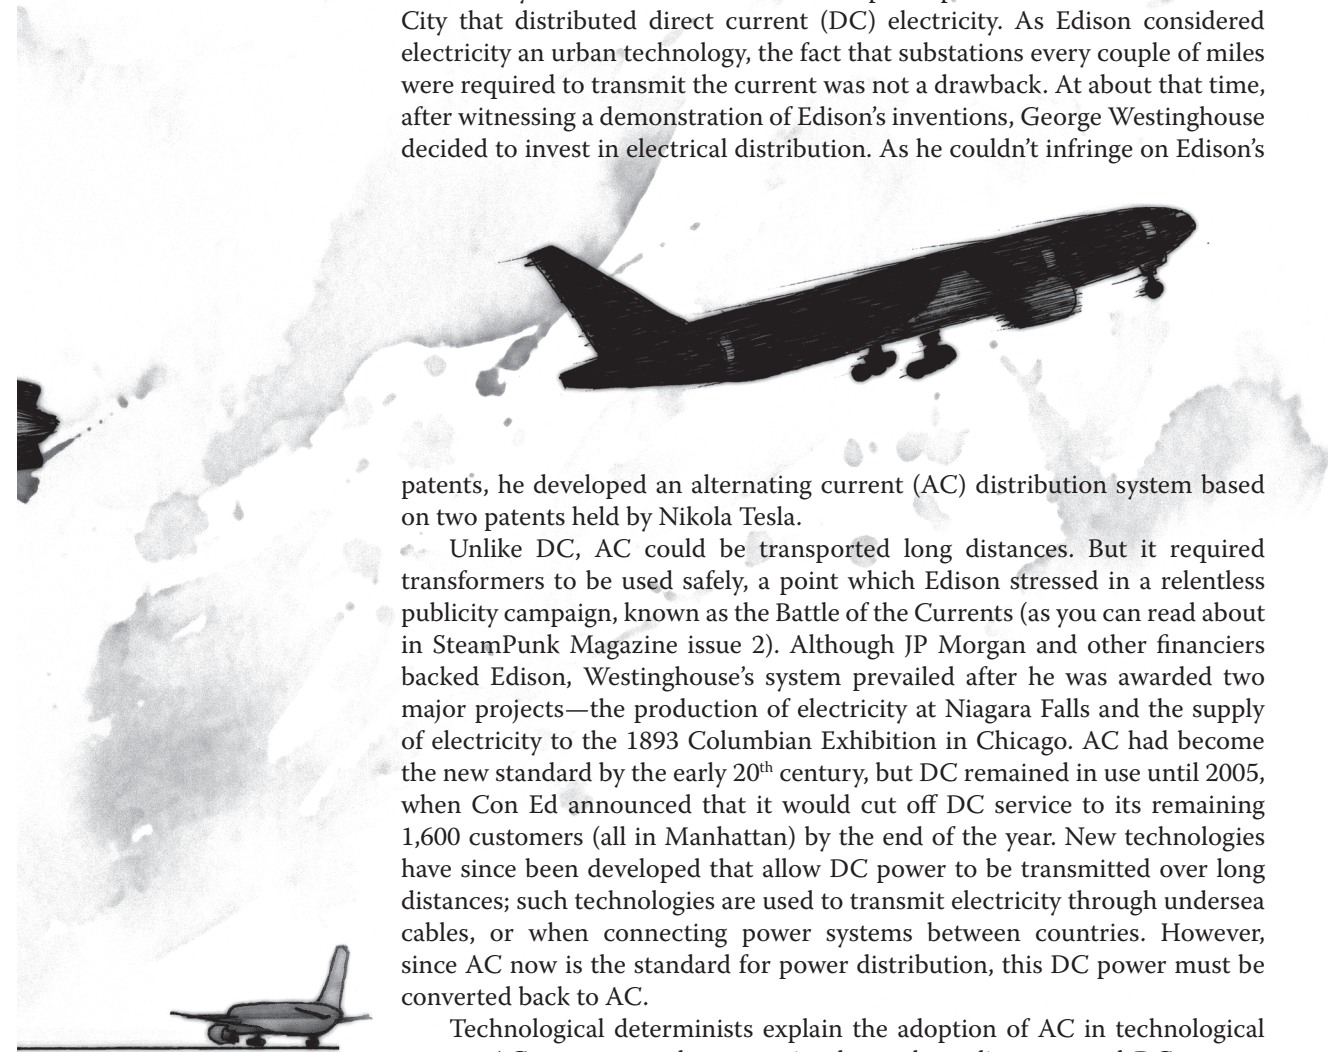 City that distributed direct current (DC) electricity. As Edison considered
electricity an urban technology, the fact that substations every couple of miles
were required to transmit the current was not a drawback. At about that time,
after witnessing a demonstration of Edison’s inventions, George Westinghouse
decided to invest in electrical distribution. As he couldn’t infringe on Edison’s
patents, he developed an alternating current (AC) distribution system based
on two patents held by Nikola Tesla.
Unlike DC, AC could be transported long distances. But it required
transformers to be used safely, a point which Edison stressed in a relentless
publicity campaign, known as the Battle of the Currents (as you can read about
in SteamPunk Magazine issue 2). Although JP Morgan and other financiers
backed Edison, Westinghouse’s system prevailed after he was awarded two
major projects—the production of electricity at Niagara Falls and the supply
of electricity to the 1893 Columbian Exhibition in Chicago. AC had become
the new standard by the early 20th century, but DC remained in use until 2005,
when Con Ed announced that it would cut off DC service to its remaining
1,600 customers (all in Manhattan) by the end of the year. New technologies
have since been developed that allow DC power to be transmitted over long
distances; such technologies are used to transmit electricity through undersea
cables, or when connecting power systems between countries. However,
since AC now is the standard for power distribution, this DC power must be
converted back to AC.
Technological determinists explain the adoption of AC in technological